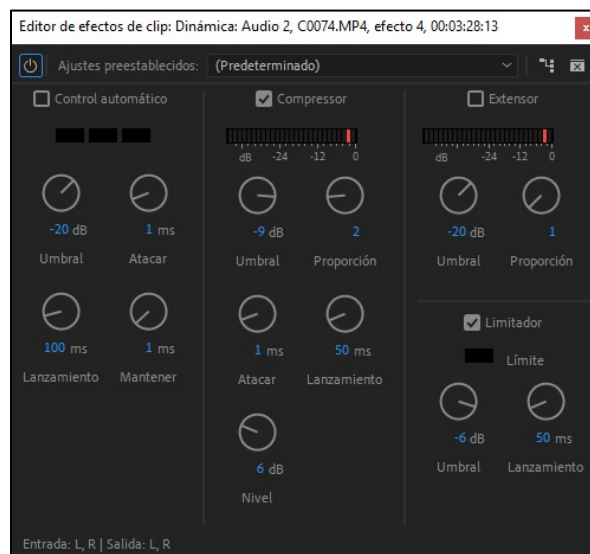 Editor de efectos de clip: Dinámica: Audio 2, C0074.MP4, efecto 4, 00:03:28:13
x
Ajustes preestablecidos: (Predeterminado)
Control automático
-20 dB 1 ms
Umbral Atacar
100 ms 1 ms
Lanzamiento Mantener
Compressor
dB -24 -12 0
-9 dB 2
Umbral Proporción
1 ms 50 ms
Atacar Lanzamiento
6 dB
Nivel
Extensor
dB -24 -12 0
-20 dB 1
Umbral Proporción
Limitador
Límite
-6 dB 50 ms
Umbral Lanzamiento
Entrada: L, R | Salida: L, R